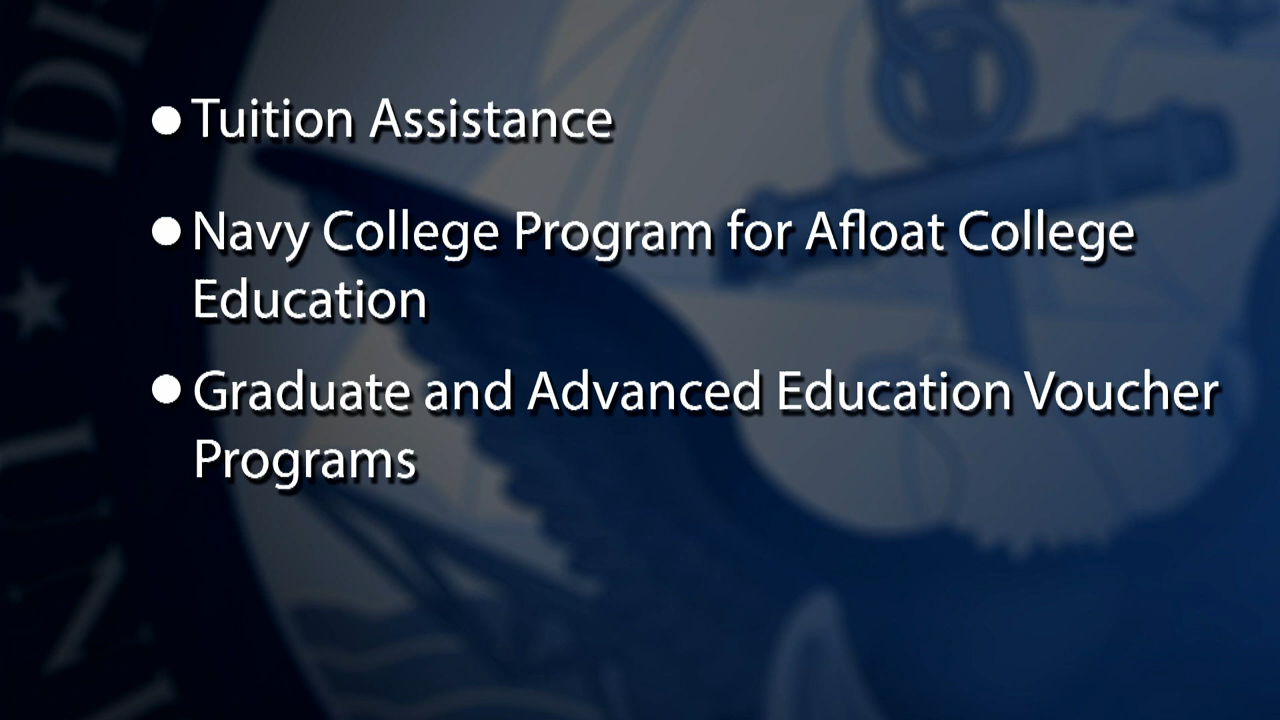 ● Tuition Assistance
● Navy College Program for Afloat College
Education
● Graduate and Advanced Education Voucher
Programs